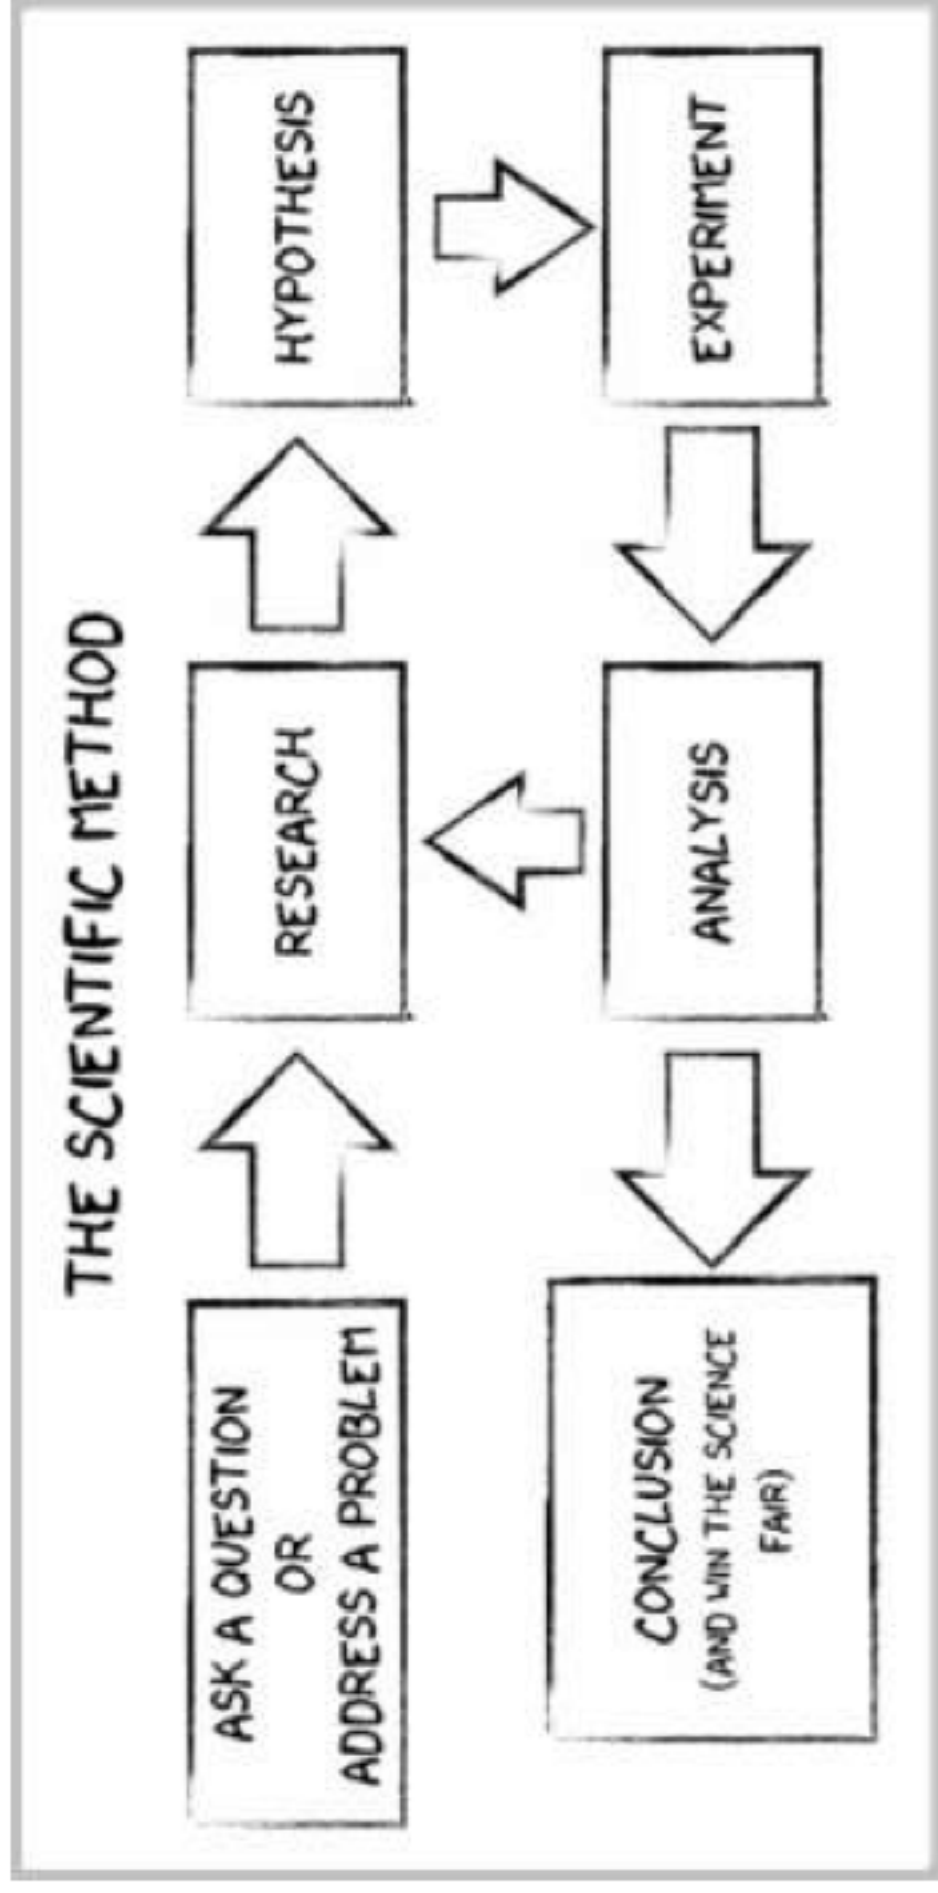 THE SCIENTIFIC METHOD
ASK A QUESTION
OR
ADDRESS A PROBLEM
RESEARCH
HYPOTHESIS
EXPERIMENT
ANALYSIS
CONCLUSION
(AND WIN THE SCIENCE
FAIR)